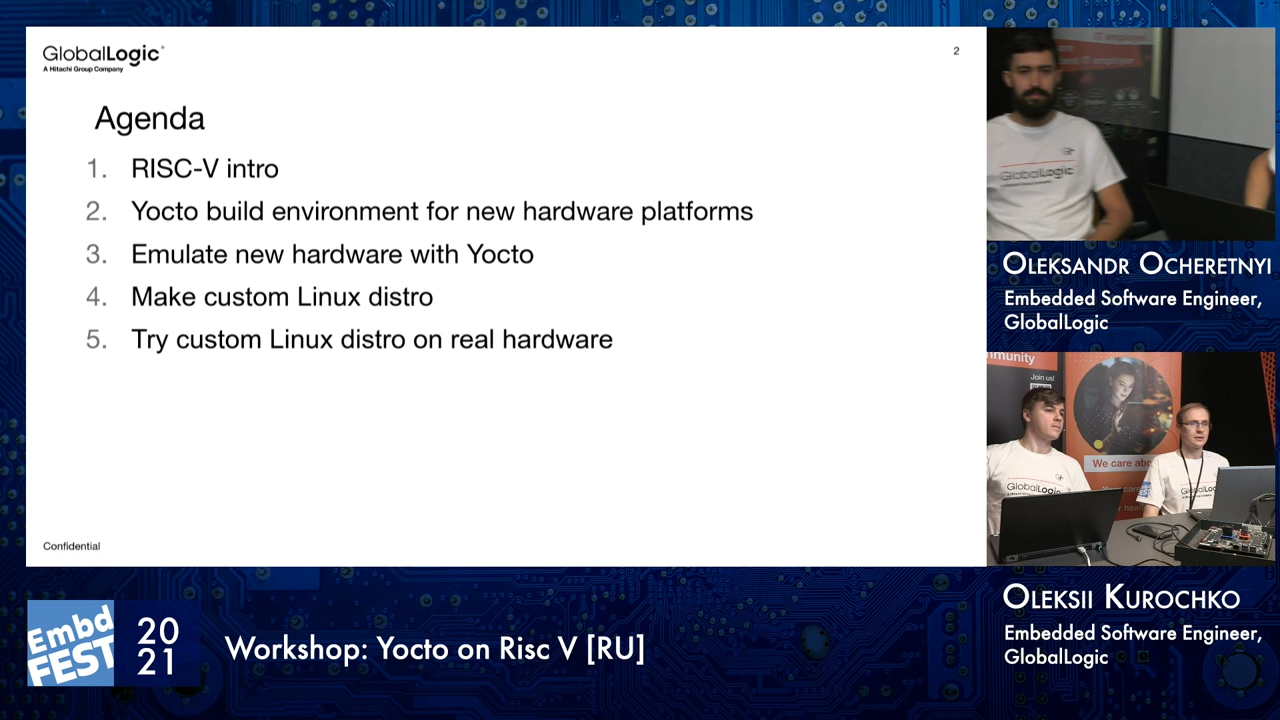 GlobalLogic®
A Hitachi Group Company
2
Agenda
1. RISC-V intro
2. Yocto build environment for new hardware platforms
3. Emulate new hardware with Yocto
4. Make custom Linux distro
5. Try custom Linux distro on real hardware
Confidential
IT employer
GlobalLogic
OLEKSANDR OCHERETNYI
Embedded Software Engineer,
GlobalLogic
Join us!
We care abo
GlobalLogic
OLEKSII KUROCHKO
Embedded Software Engineer,
GlobalLogic
Embd
FEST
20
21
Workshop: Yocto on Risc V [RU]